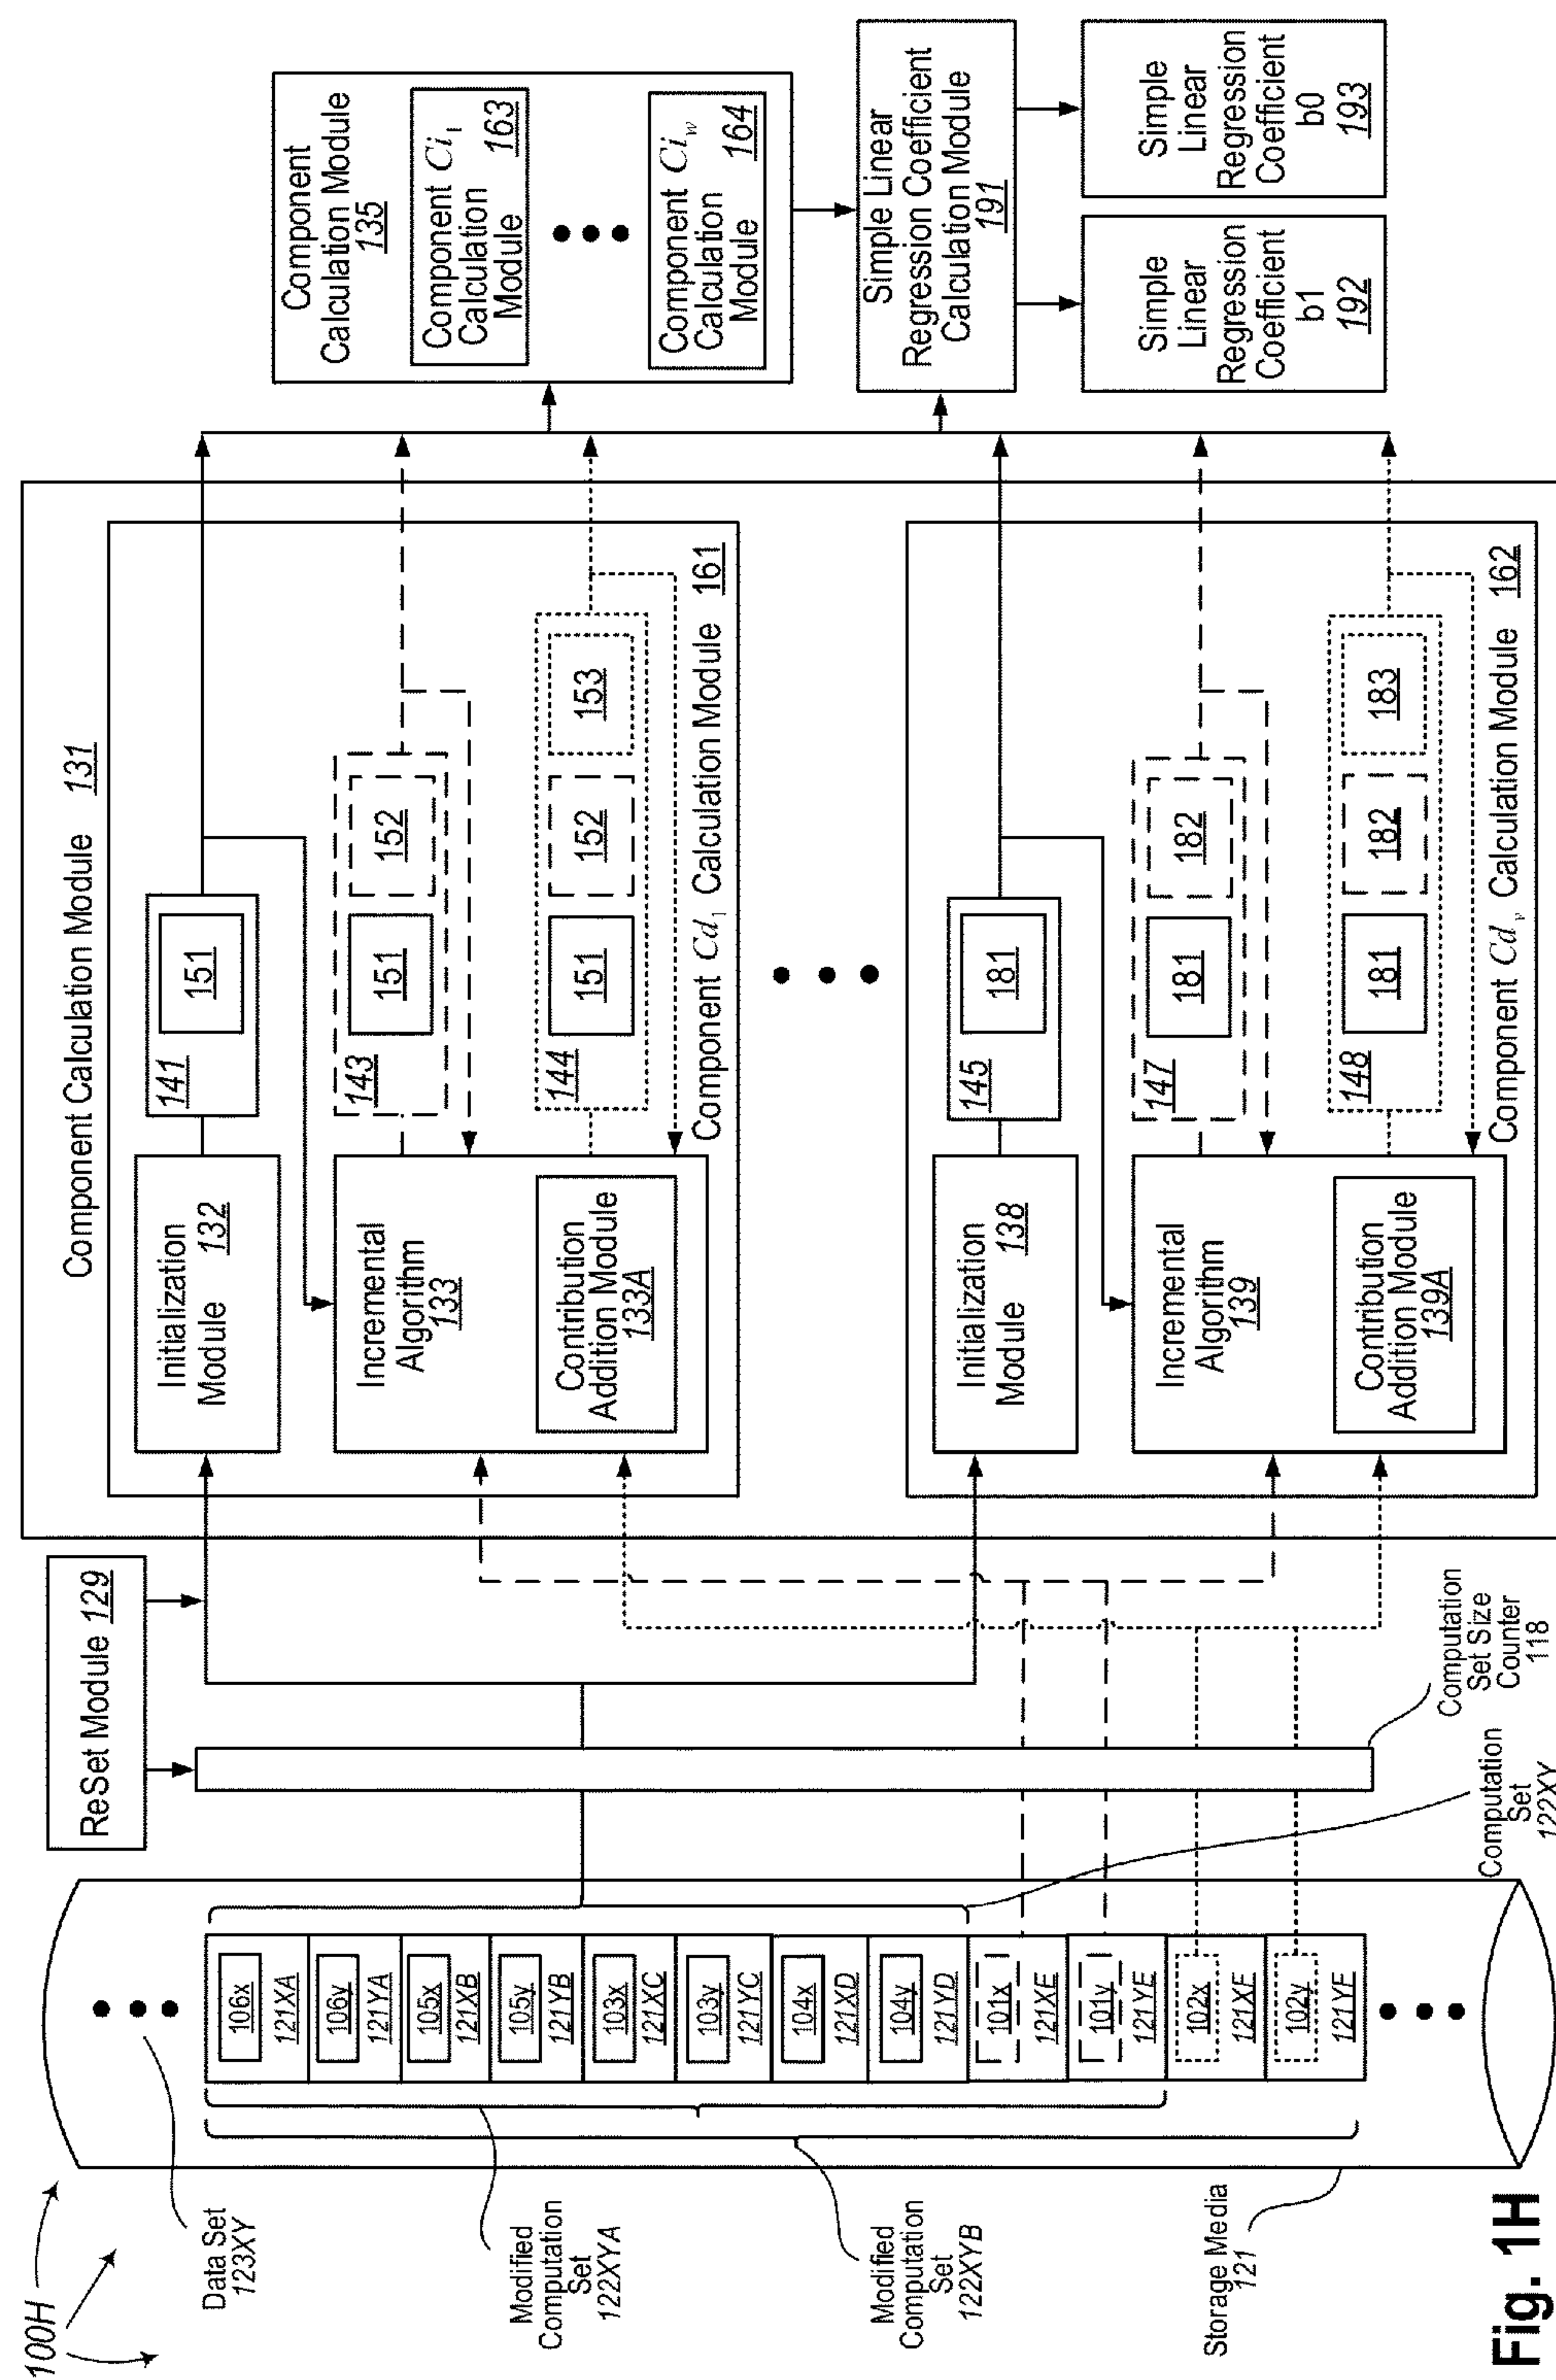 100H
Data Set
123XY
Modified
Computation
Set
122XYA
Modified
Computation
Set
122XYB
Storage Media
121
106x
121XA
106y
121YA
105x
121XB
105y
121YB
103x
121XC
103y
121YC
104x
121XD
104y
121YD
101x
121XE
101y
121YE
102x
121XF
102y
121YF
Computation
Set
122XY
Computation
Set Size
Counter
118
ReSet Module 129
Component Calculation Module 131
Initialization
Module 132
141
151
Incremental
Algorithm
133
Contribution
Addition Module
133A
143
151
152
144
151
152
153
Component Cd1 Calculation Module 161
Initialization
Module 138
145
181
Incremental
Algorithm
139
Contribution
Addition Module
139A
147
181
182
148
181
182
183
Component Cdv Calculation Module 162
Component
Calculation Module
135
Component Ci1
Calculation
Module 163
Component Ciw
Calculation
Module 164
Simple Linear
Regression Coefficient
Calculation Module
191
Simple
Linear
Regression
Coefficient
b1
192
Simple
Linear
Regression
Coefficient
b0
193
Fig. 1H